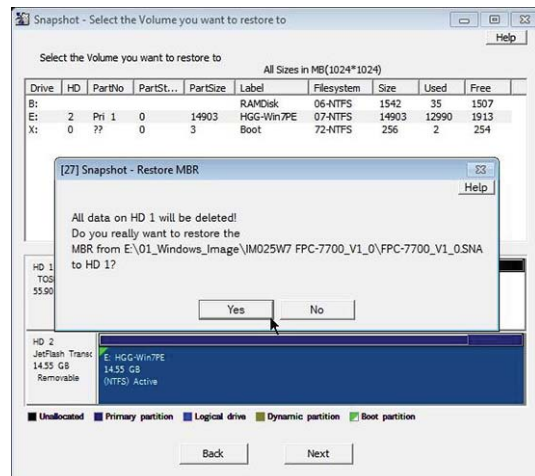 Snapshot - Select the Volume you want to restore to
Help
Select the Volume you want to restore to
All Sizes in MB(1024*1024)
Drive HD PartNo PartSt... PartSize Label Filesystem Size Used Free
B: RAMDisk 06-NTFS 1542 35 1507
E: 2 Pri 1 0 14903 HGG-Win7PE 07-NTFS 14903 12990 1913
X: 0 ?? 0 3 Boot 72-NTFS 256 2 254
[27] Snapshot - Restore MBR
Help
All data on HD 1 will be deleted!
Do you really want to restore the
MBR from E:\01_Windows_Image\IM025W7 FPC-7700_V1_0\FPC-7700_V1_0.SNA
to HD 1?
Yes No
HD 1
TOS
55.90
HD 2
JetFlash Transc
14.55 GB
Removable
E: HGG-Win7PE
14.55 GB
(NTFS) Active
Unallocated Primary partition Logical drive Dynamic partition Boot partition
Back Next